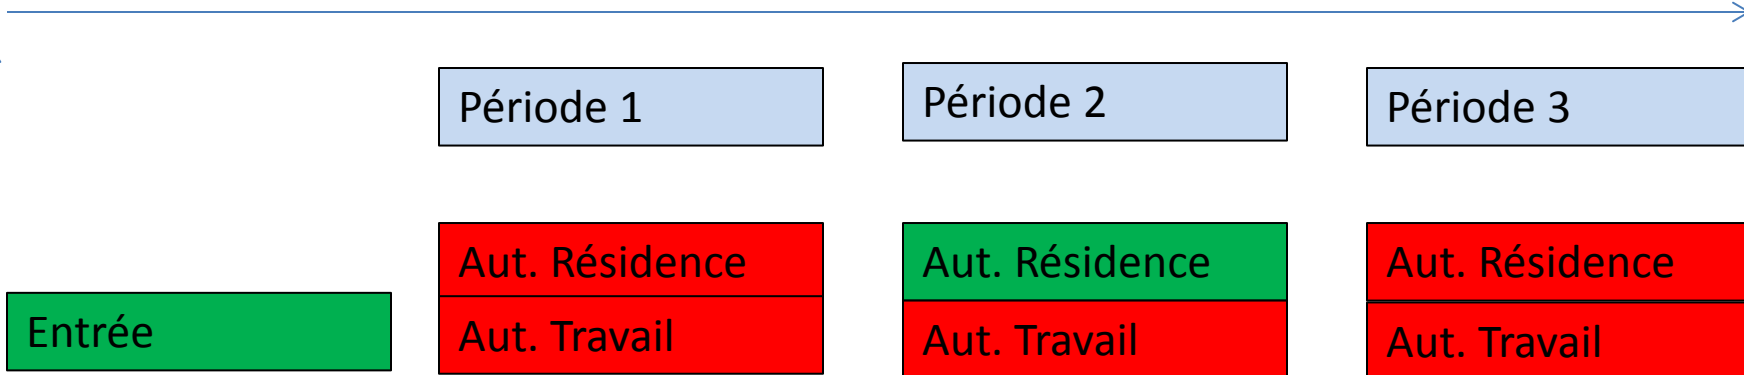 Période 1
Période 2
Période 3
Aut. Résidence
Aut. Résidence
Aut. Résidence
Entrée
Aut. Travail
Aut. Travail
Aut. Travail